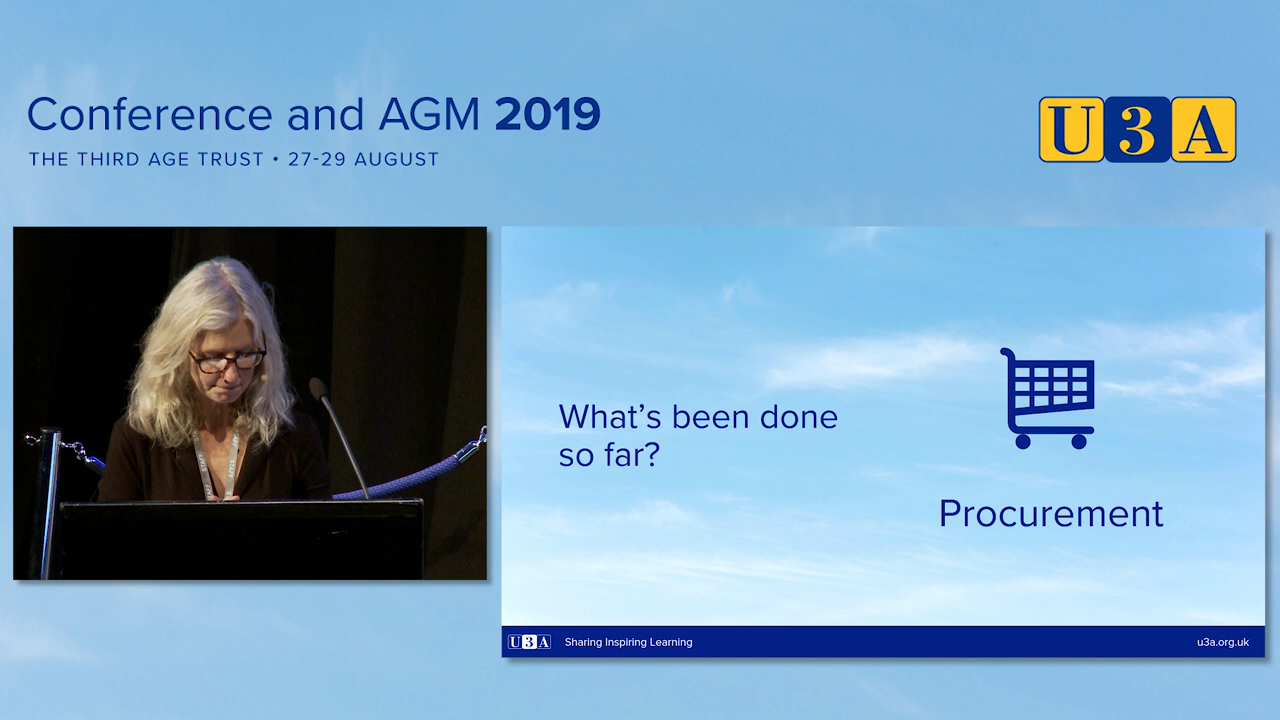 Conference and AGM 2019
THE THIRD AGE TRUST • 27-29 AUGUST
U3A
STAFF
What's been done
so far?
Procurement
U3A
Sharing Inspiring Learning
u3a.org.uk